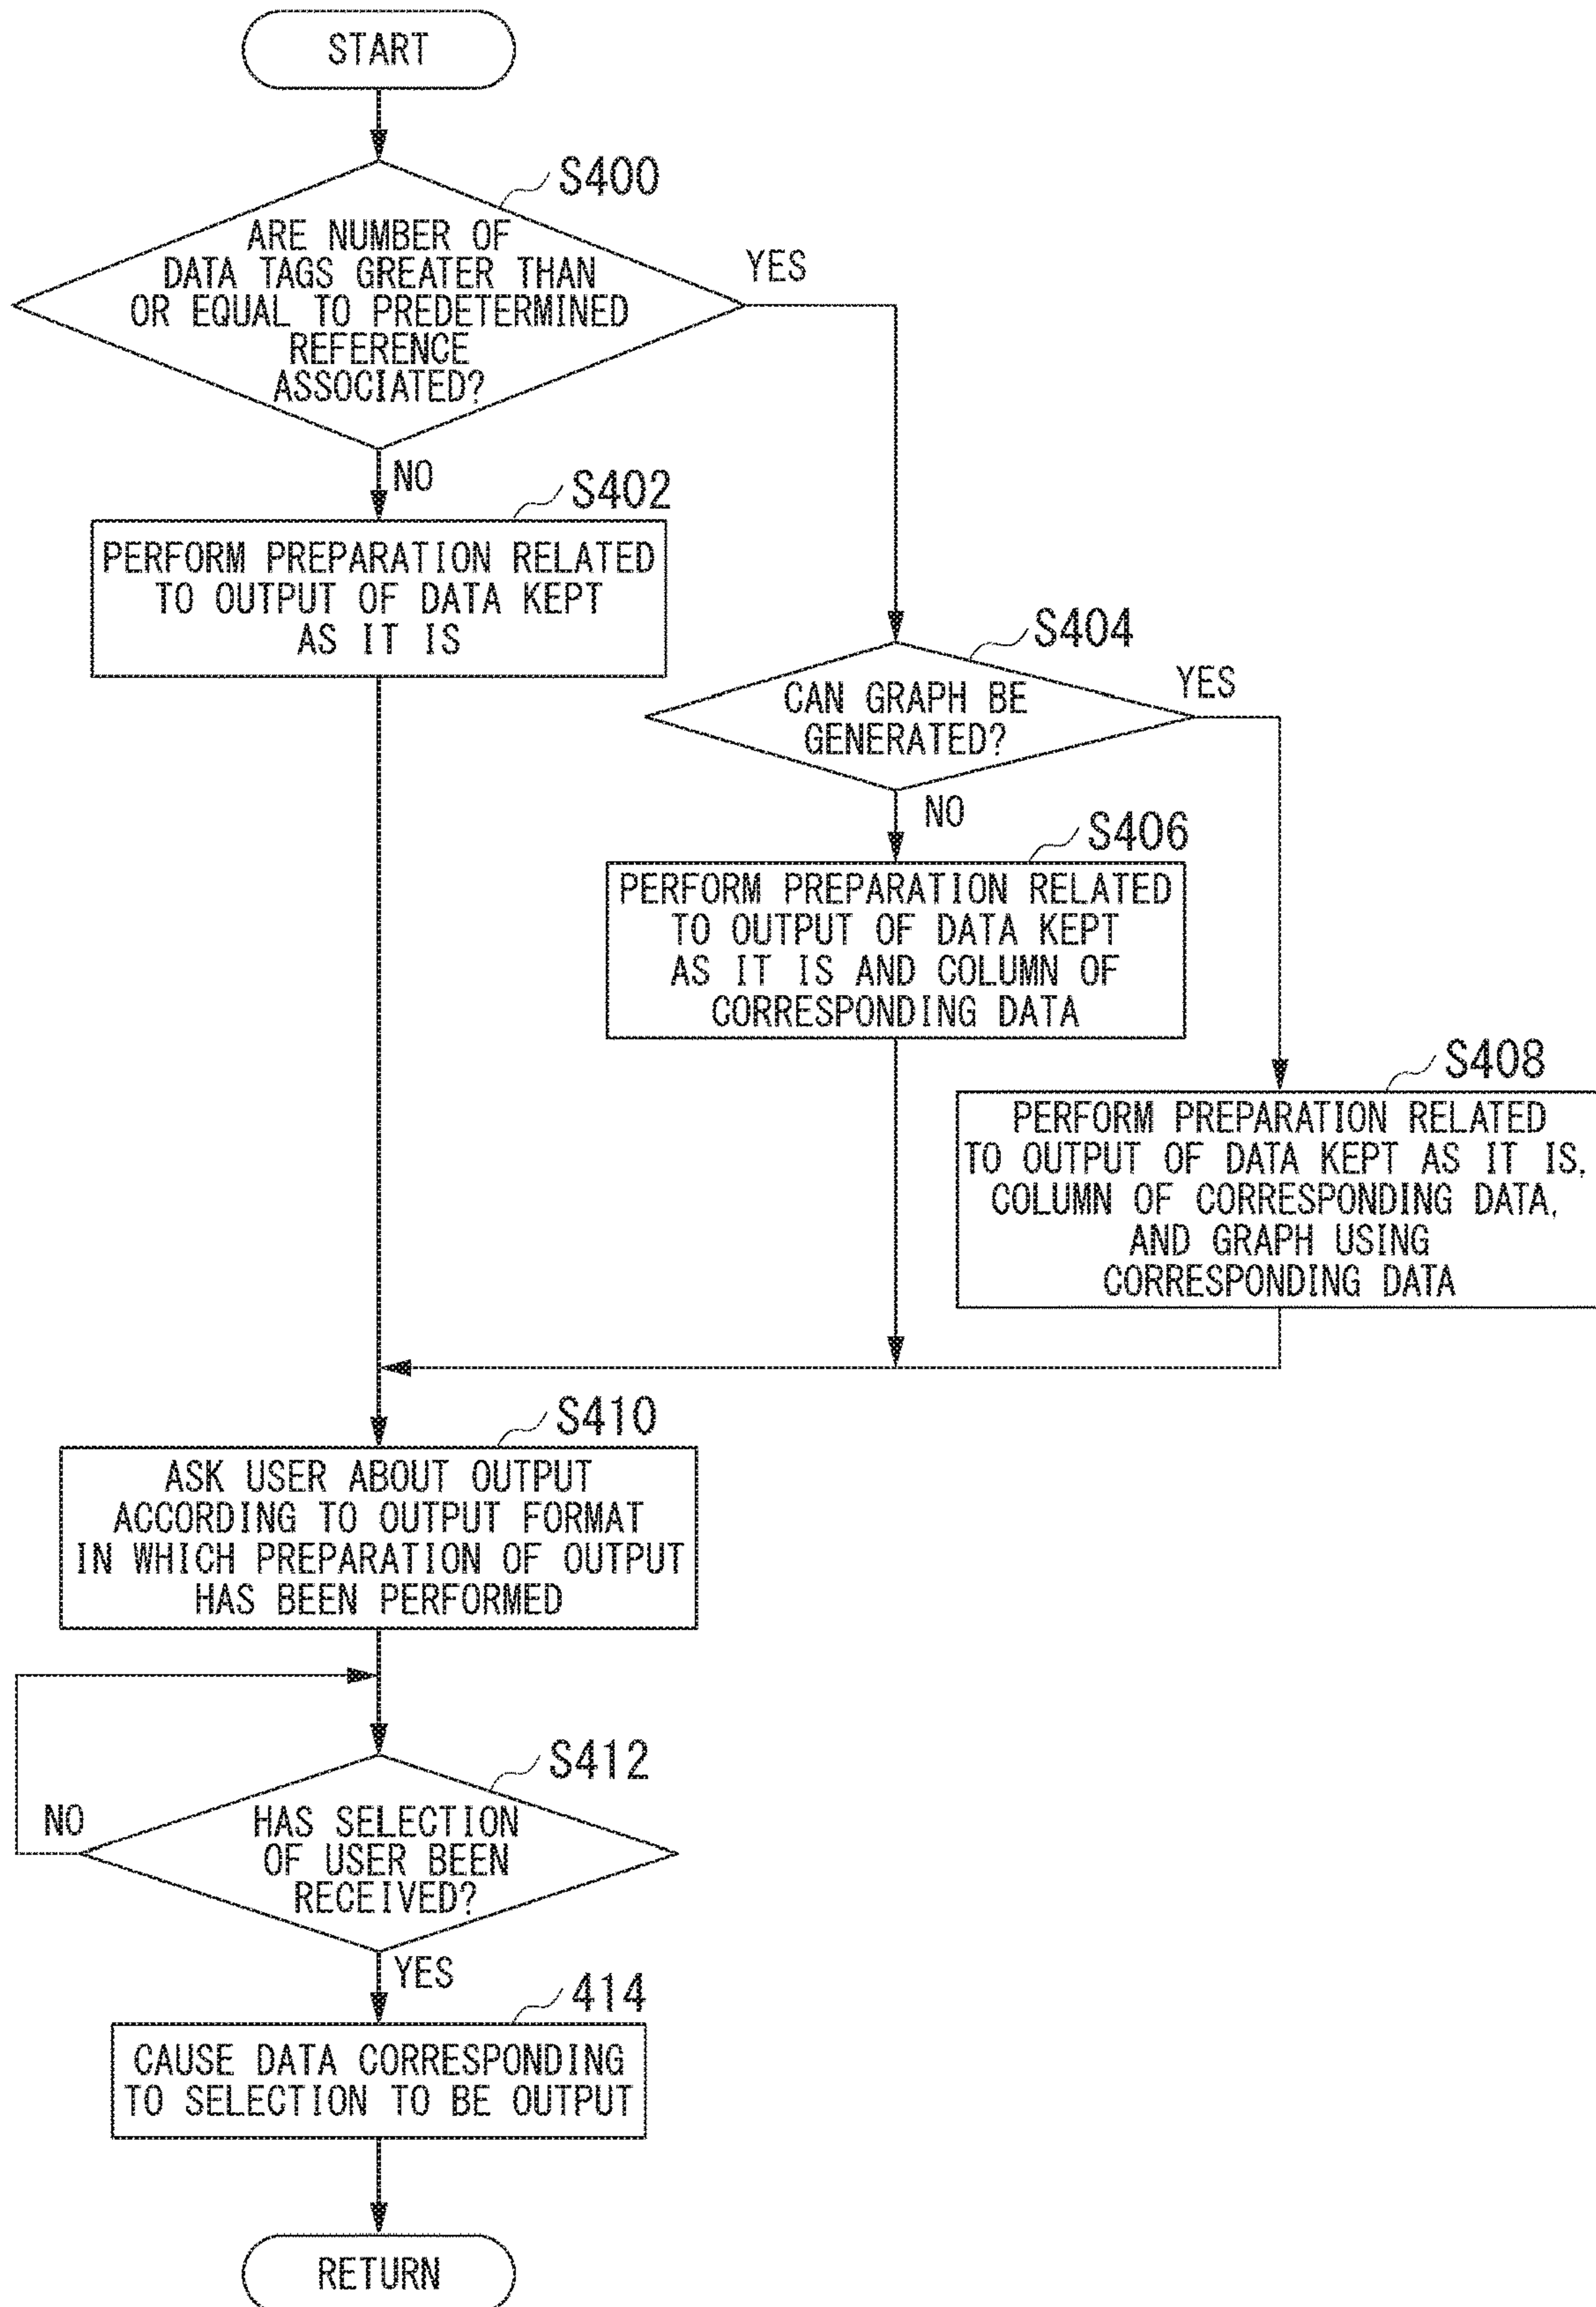 START
S400
ARE NUMBER OF
DATA TAGS GREATER THAN
OR EQUAL TO PREDETERMINED
REFERENCE
ASSOCIATED?
YES
NO
S402
PERFORM PREPARATION RELATED
TO OUTPUT OF DATA KEPT
AS IT IS
S404
CAN GRAPH BE
GENERATED?
YES
NO
S406
PERFORM PREPARATION RELATED
TO OUTPUT OF DATA KEPT
AS IT IS AND COLUMN OF
CORRESPONDING DATA
S408
PERFORM PREPARATION RELATED
TO OUTPUT OF DATA KEPT AS IT IS,
COLUMN OF CORRESPONDING DATA,
AND GRAPH USING
CORRESPONDING DATA
S410
ASK USER ABOUT OUTPUT
ACCORDING TO OUTPUT FORMAT
IN WHICH PREPARATION OF OUTPUT
HAS BEEN PERFORMED
S412
NO
HAS SELECTION
OF USER BEEN
RECEIVED?
YES
414
CAUSE DATA CORRESPONDING
TO SELECTION TO BE OUTPUT
RETURN